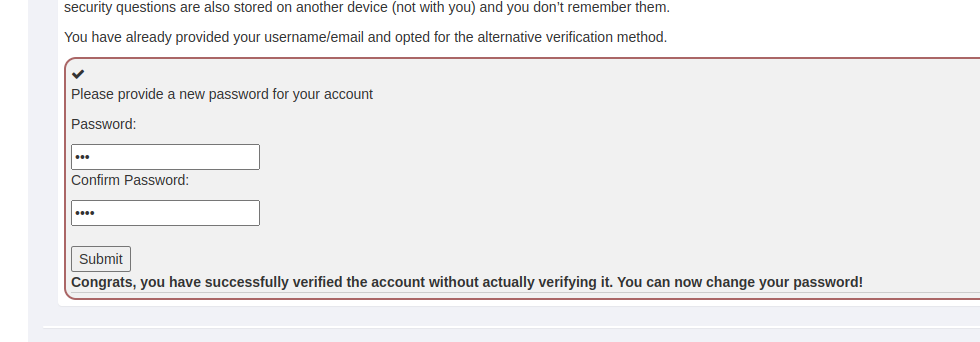 security questions are also stored on another device (not with you) and you don’t remember them.
You have already provided your username/email and opted for the alternative verification method.
✔
Please provide a new password for your account
Password:
•••
Confirm Password:
••••
Submit
Congrats, you have successfully verified the account without actually verifying it. You can now change your password!